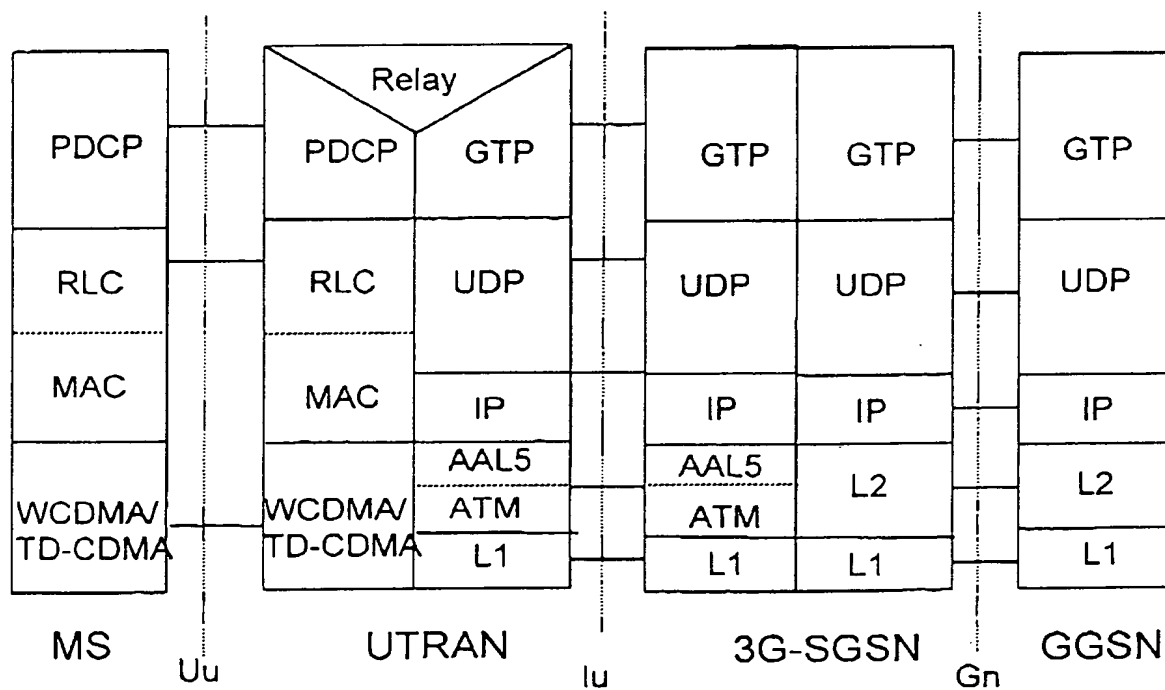 Relay
PDCP
PDCP
GTP
GTP
GTP
GTP
RLC
RLC
UDP
UDP
UDP
UDP
MAC
MAC
IP
IP
IP
IP
WCDMA/
TD-CDMA
WCDMA/
TD-CDMA
AAL5
ATM
L1
AAL5
ATM
L1
L2
L1
L2
L1
MS
Uu
UTRAN
Iu
3G-SGSN
Gn
GGSN